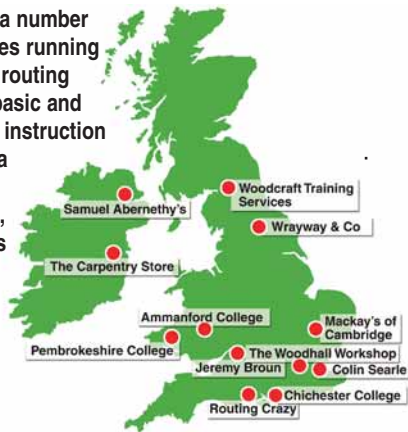 a number
es running
routing
basic and
instruction
a
,
s
Woodcraft Training
Services
Samuel Abernethy's
Wrayway & Co
The Carpentry Store
Ammanford College
Mackay's of
Cambridge
Pembrokeshire College
The Woodhall Workshop
Jeremy Broun
Colin Searle
Chichester College
Routing Crazy